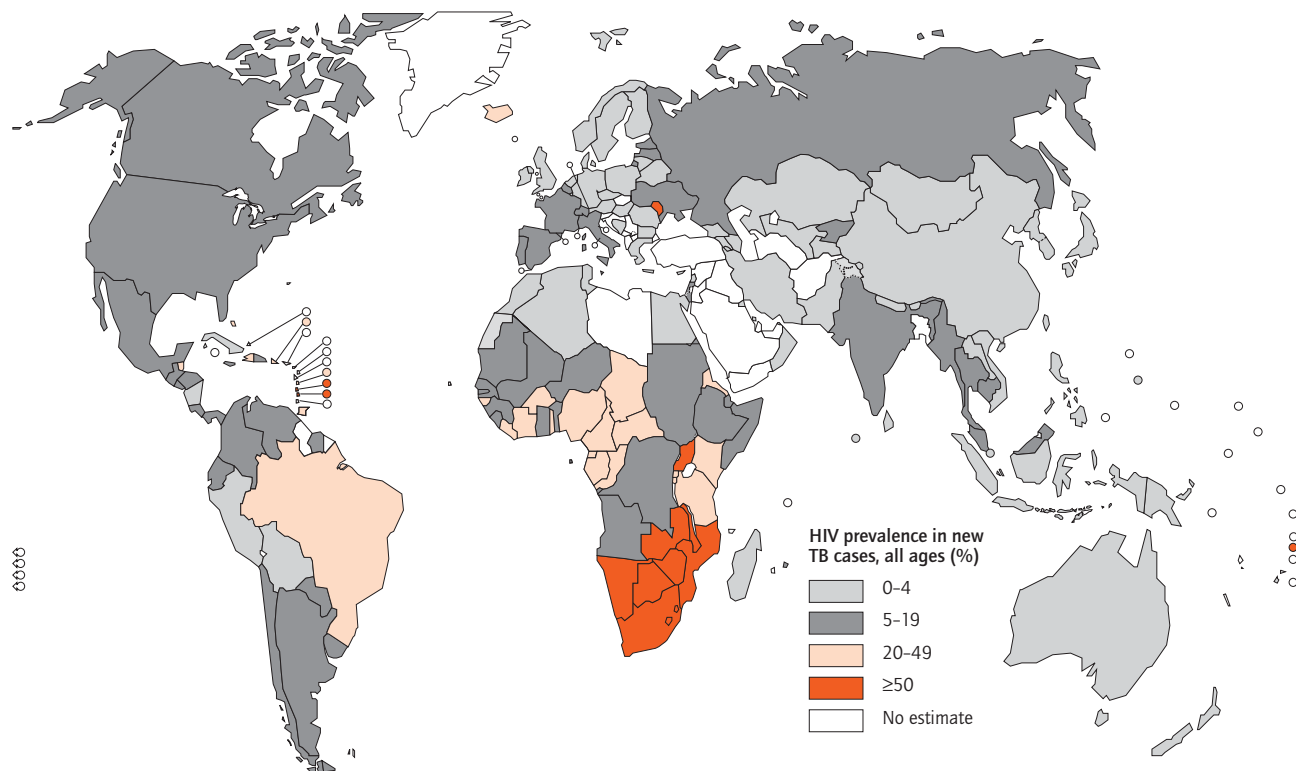 HIV prevalence in new
TB cases, all ages (%)
0–4
5–19
20–49
≥50
No estimate